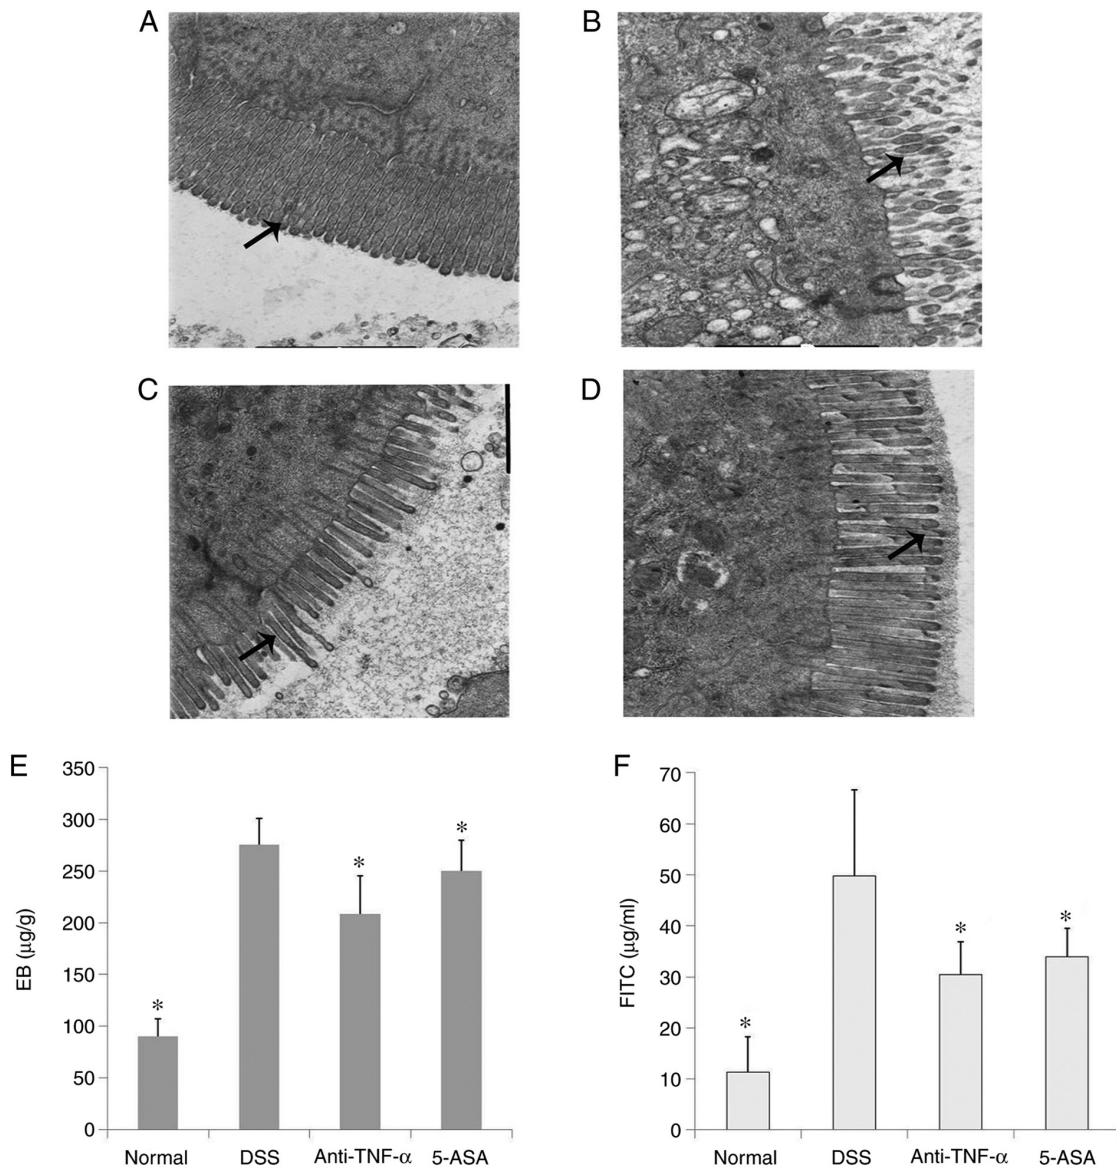 A
B
C
D
E
350
300
250
200
150
100
50
0
EB (µg/g)
*
*
*
Normal
DSS
Anti-TNF-α
5-ASA
F
70
60
50
40
30
20
10
0
FITC (µg/ml)
*
*
*
Normal
DSS
Anti-TNF-α
5-ASA